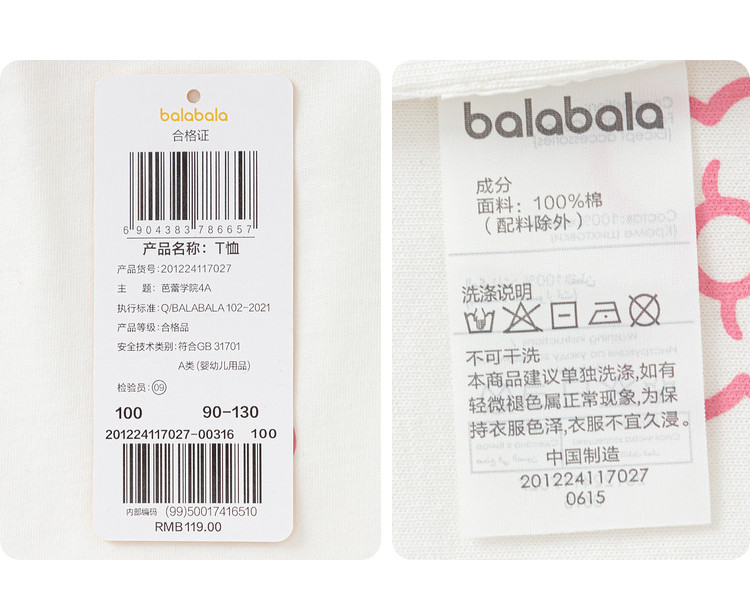 balabala
合格证
6 904383 786657
产品名称：T恤
产品货号：201224117027
主 题：芭蕾学院4A
执行标准：Q/BALABALA 102-2021
产品等级：合格品
安全技术类别：符合GB 31701
A类 (婴幼儿用品)
检验员：09
100 90-130
201224117027-00316 100
内部编码 (99)50017416510
RMB119.00
balabala
成分
面料：100%棉
（配料除外）
洗涤说明
不可干洗
本商品建议单独洗涤,如有
轻微褪色属正常现象,为保
持衣服色泽,衣服不宜久浸。
中国制造
201224117027
0615